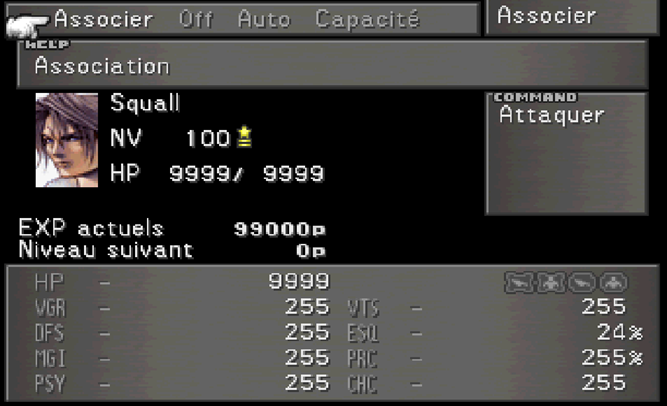 Associer Off Auto Capacité Associer
HELP
Association
COMMAND
Attaquer
Squall
NV 100
HP 9999/ 9999
EXP actuels 99000p
Niveau suivant 0p
HP - 9999
VGR - 255 VTS - 255
DFS - 255 ESQ - 24%
MGI - 255 PRC - 255%
PSY - 255 CHC - 255